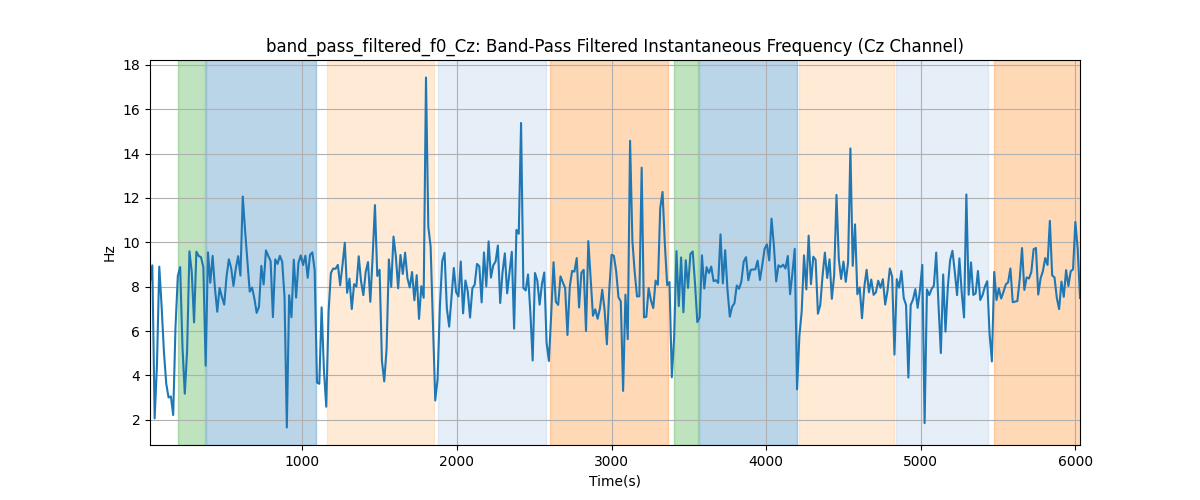 band_pass_filtered_f0_Cz: Band-Pass Filtered Instantaneous Frequency (Cz Channel)
18
16
14
12
10
8
6
4
2
Hz
1000 2000 3000 4000 5000 6000
Time(s)